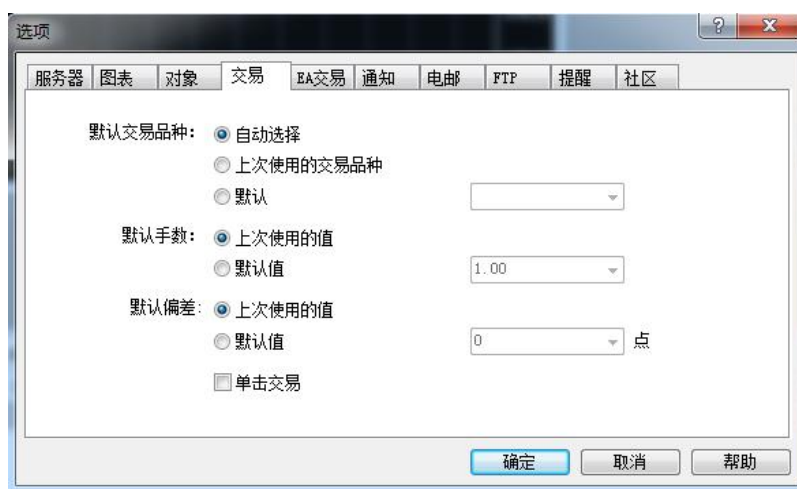 选项
服务器 图表 对象 交易 EA交易 通知 电邮 FTP 提醒 社区
默认交易品种: 自动选择
上次使用的交易品种
默认
默认手数: 上次使用的值
默认值 1.00
默认偏差: 上次使用的值
默认值 0 点
单击交易
确定 取消 帮助